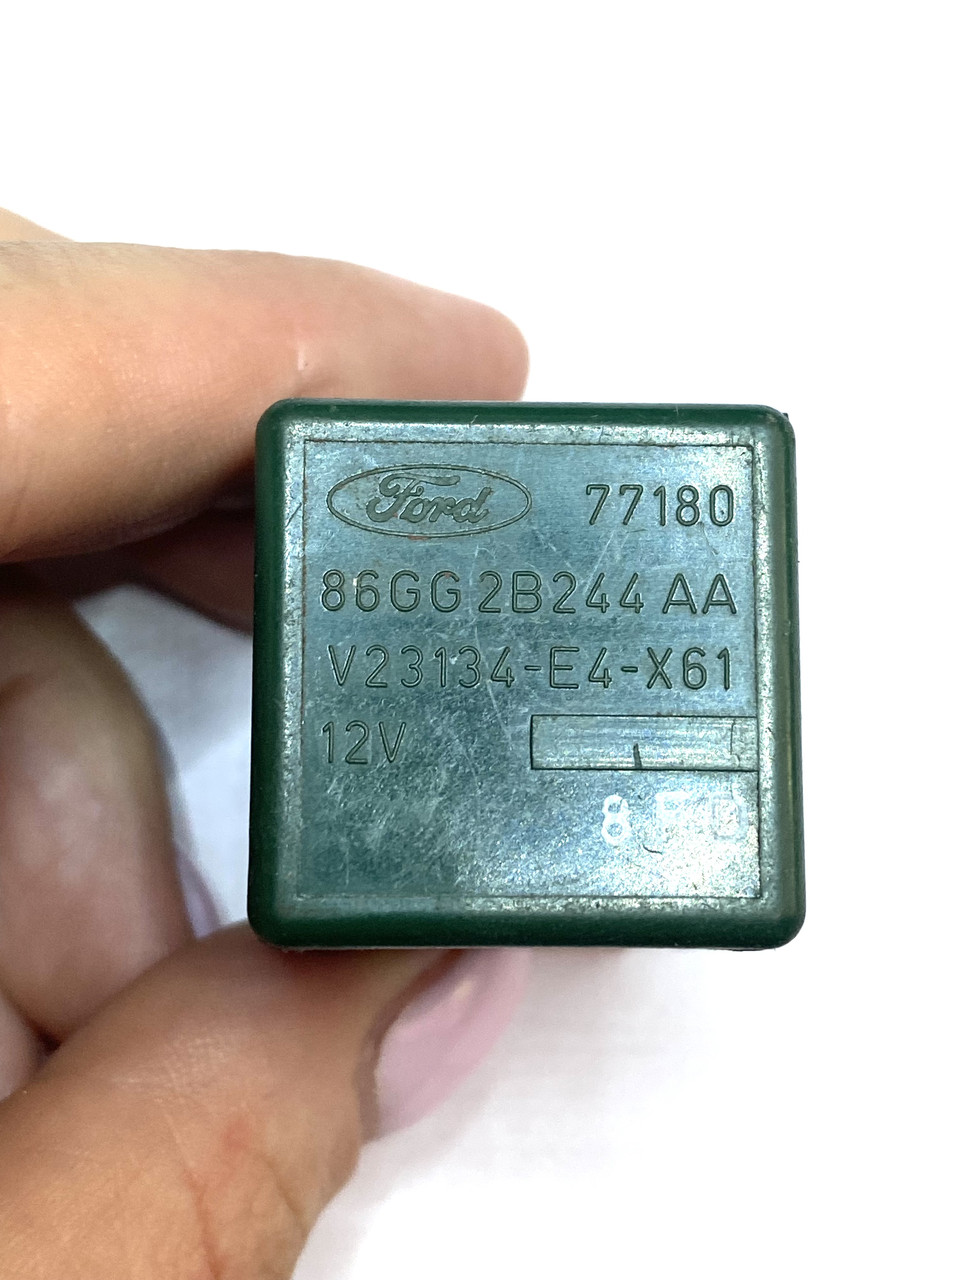 Ford 77180
86GG 2B244 AA
V23134-E4-X61
12V